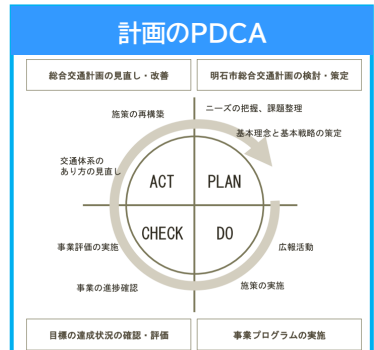 計画のPDCA
総合交通計画の見直し・改善
明石市総合交通計画の検討・策定
施策の再構築
ニーズの把握、課題整理
基本理念と基本戦略の策定
交通体系の
あり方の見直し
ACT
PLAN
CHECK
DO
事業評価の実施
広報活動
事業の進捗確認
施策の実施
目標の達成状況の確認・評価
事業プログラムの実施